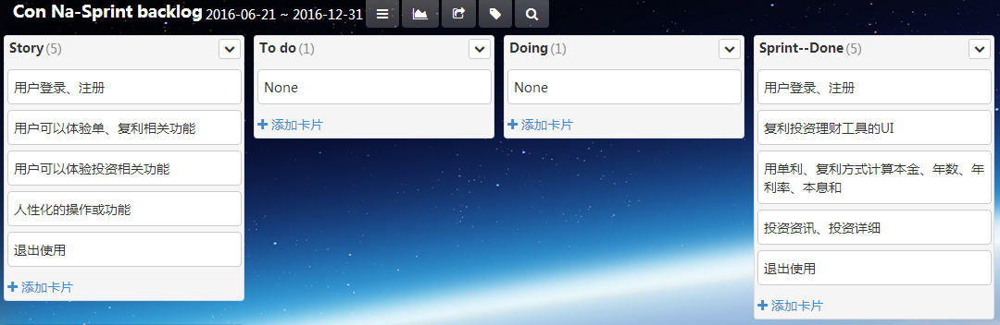 Con Na-Sprint backlog 2016-06-21 ~ 2016-12-31
Story (5)
用户登录、注册
用户可以体验单、复利相关功能
用户可以体验投资相关功能
人性化的操作或功能
退出使用
添加卡片
To do (1)
None
添加卡片
Doing (1)
None
添加卡片
Sprint--Done (5)
用户登录、注册
复利投资理财工具的UI
用单利、复利方式计算本金、年数、年
利率、本息和
投资资讯、投资详细
退出使用
添加卡片